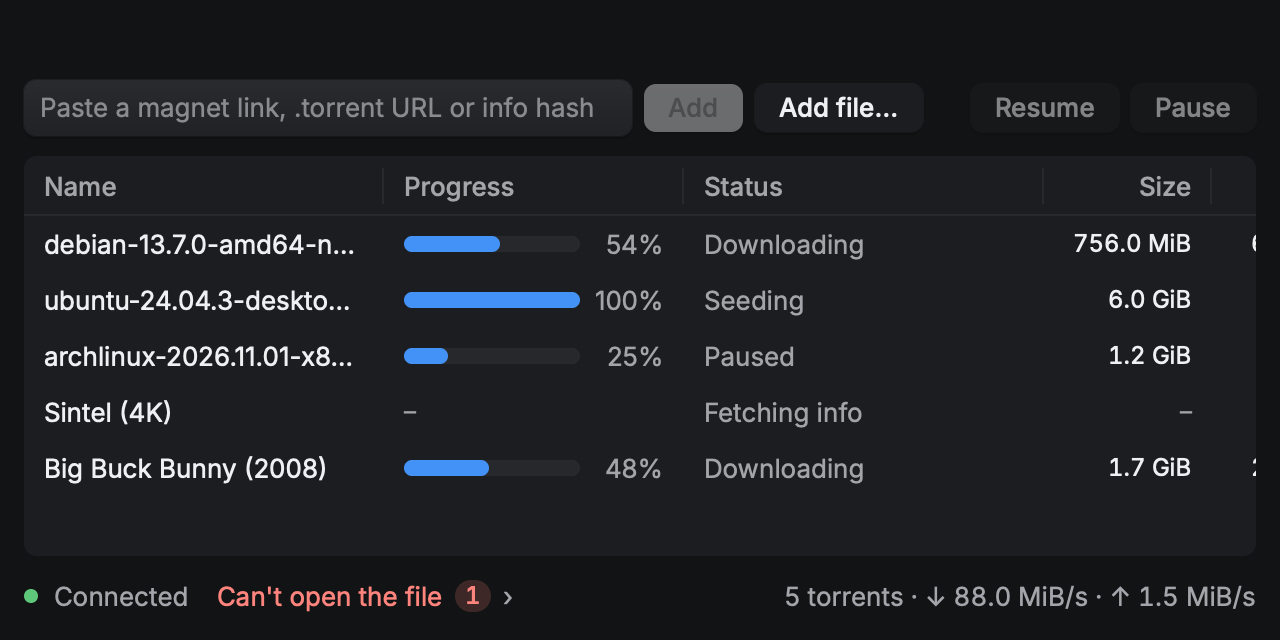 Paste a magnet link, .torrent URL or info hash Add Add file... Resume Pause
Name Progress Status Size
debian-13.7.0-amd64-n... 54% Downloading 756.0 MiB
ubuntu-24.04.3-deskto... 100% Seeding 6.0 GiB
archlinux-2026.11.01-x8... 25% Paused 1.2 GiB
Sintel (4K) – Fetching info –
Big Buck Bunny (2008) 48% Downloading 1.7 GiB
Connected Can't open the file 1 › 5 torrents · ↓ 88.0 MiB/s · ↑ 1.5 MiB/s